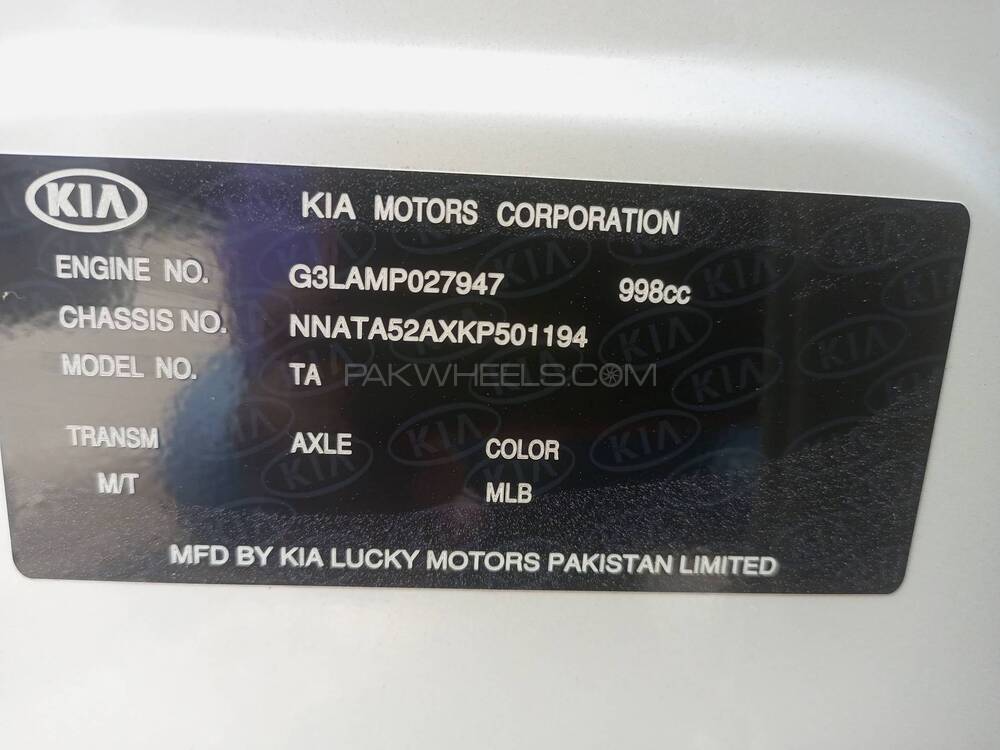 KIA KIA MOTORS CORPORATION
ENGINE NO. G3LAMP027947 998cc
CHASSIS NO. NNATA52AXKP501194
MODEL NO. TA
PAKWHEELS.COM
TRANSM AXLE COLOR
M/T MLB
MFD BY KIA LUCKY MOTORS PAKISTAN LIMITED